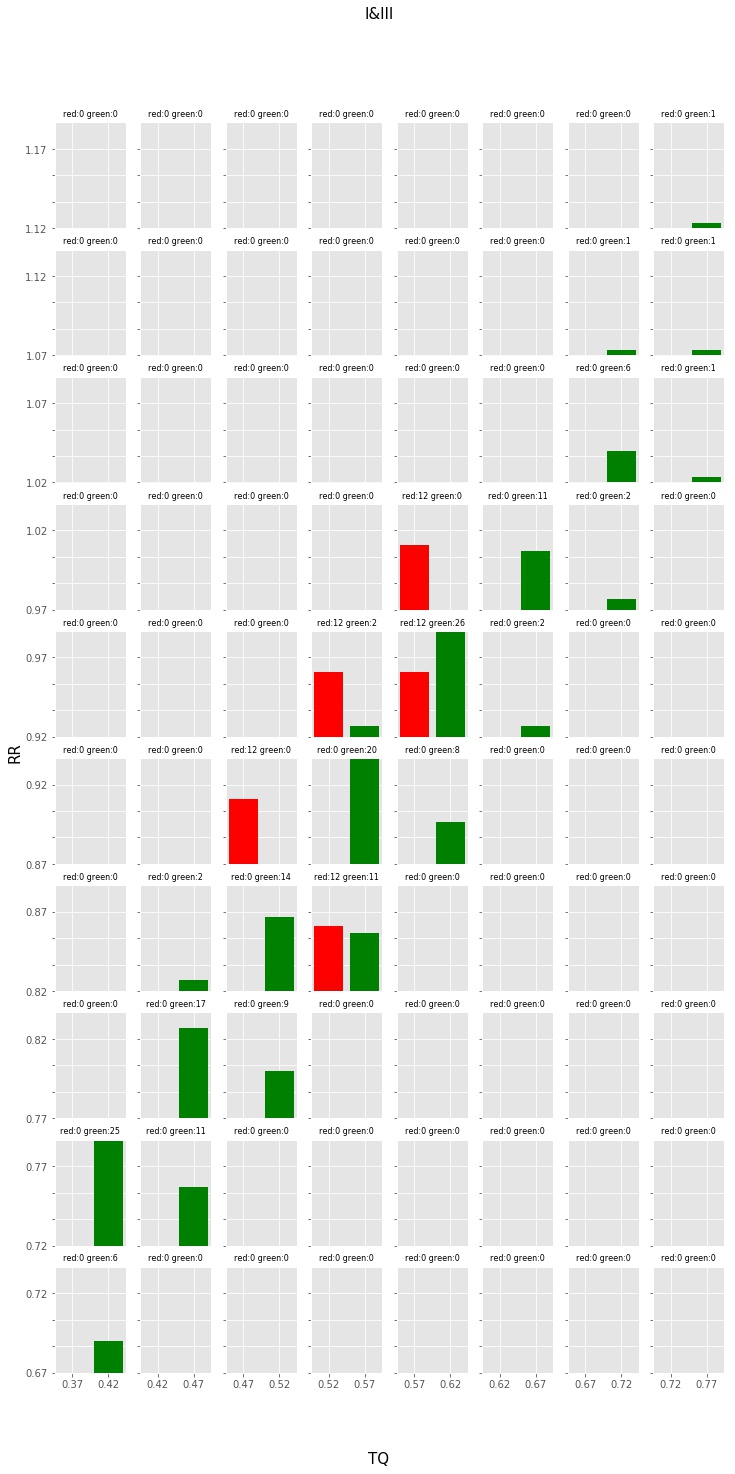 I&III
red:0 green:0 red:0 green:0 red:0 green:0 red:0 green:0 red:0 green:0 red:0 green:0 red:0 green:0 red:0 green:1
1.17
1.12
red:0 green:0 red:0 green:0 red:0 green:0 red:0 green:0 red:0 green:0 red:0 green:0 red:0 green:1 red:0 green:1
1.12
1.07
red:0 green:0 red:0 green:0 red:0 green:0 red:0 green:0 red:0 green:0 red:0 green:0 red:0 green:6 red:0 green:1
1.07
1.02
red:0 green:0 red:0 green:0 red:0 green:0 red:0 green:0 red:12 green:0 red:0 green:11 red:0 green:2 red:0 green:0
1.02
0.97
red:0 green:0 red:0 green:0 red:0 green:0 red:12 green:2 red:12 green:26 red:0 green:2 red:0 green:0 red:0 green:0
0.97
0.92
RR
red:0 green:0 red:0 green:0 red:12 green:0 red:0 green:20 red:0 green:8 red:0 green:0 red:0 green:0 red:0 green:0
0.92
0.87
red:0 green:0 red:0 green:2 red:0 green:14 red:12 green:11 red:0 green:0 red:0 green:0 red:0 green:0 red:0 green:0
0.87
0.82
red:0 green:0 red:0 green:17 red:0 green:9 red:0 green:0 red:0 green:0 red:0 green:0 red:0 green:0 red:0 green:0
0.82
0.77
red:0 green:25 red:0 green:11 red:0 green:0 red:0 green:0 red:0 green:0 red:0 green:0 red:0 green:0 red:0 green:0
0.77
0.72
red:0 green:6 red:0 green:0 red:0 green:0 red:0 green:0 red:0 green:0 red:0 green:0 red:0 green:0 red:0 green:0
0.72
0.67
0.37 0.42 0.42 0.47 0.47 0.52 0.52 0.57 0.57 0.62 0.62 0.67 0.67 0.72 0.72 0.77
TQ